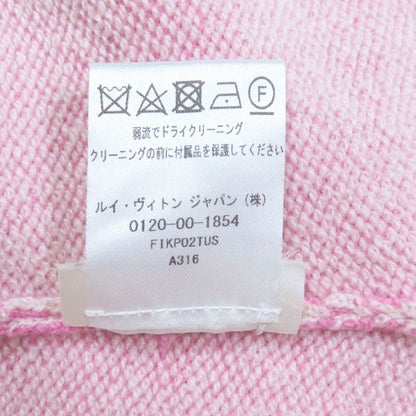 F
弱流でドライクリーニング
クリーニングの前に付属品を保護してください
ルイ・ヴィトン ジャパン (株)
0120-00-1854
F1KP02TUS
A316